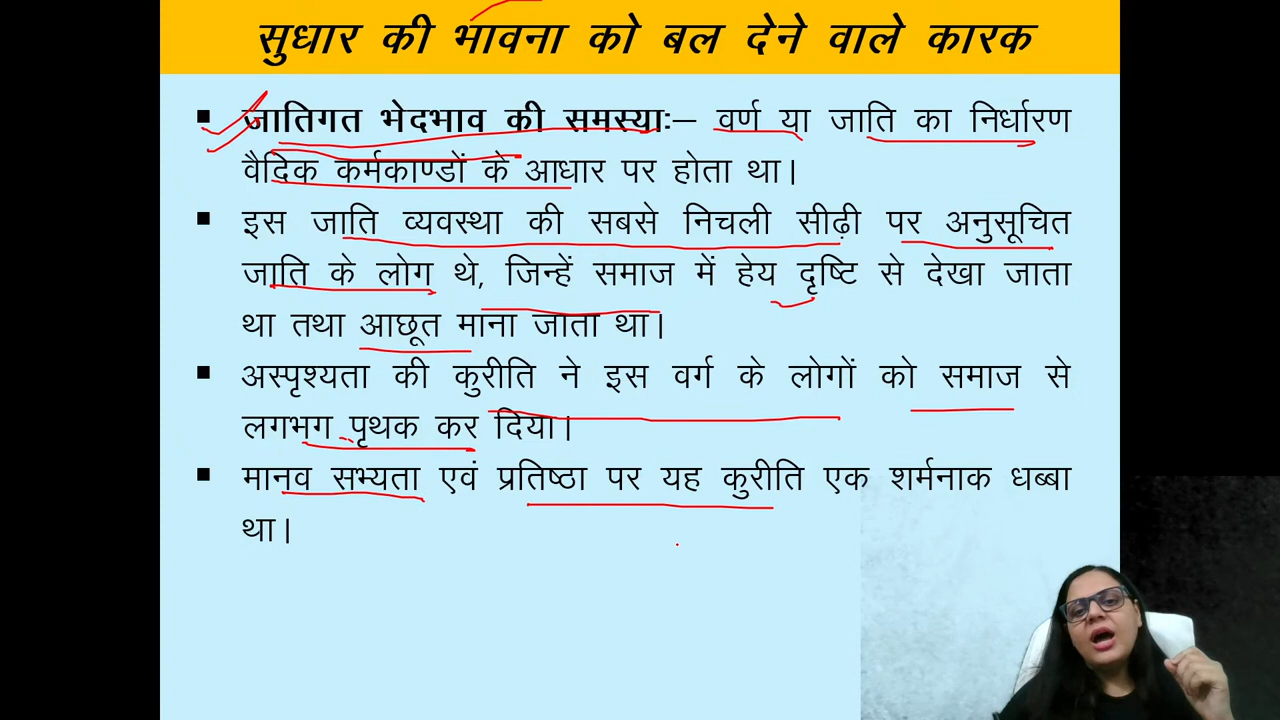 सुधार की भावना को बल देने वाले कारक
▪ जातिगत भेदभाव की समस्याः– वर्ण या जाति का निर्धारण
वैदिक कर्मकाण्डों के आधार पर होता था।
▪ इस जाति व्यवस्था की सबसे निचली सीढ़ी पर अनुसूचित
जाति के लोग थे, जिन्हें समाज में हेय दृष्टि से देखा जाता
था तथा आछूत माना जाता था।
▪ अस्पृश्यता की कुरीति ने इस वर्ग के लोगों को समाज से
लगभग पृथक कर दिया।
▪ मानव सभ्यता एवं प्रतिष्ठा पर यह कुरीति एक शर्मनाक धब्बा
था।